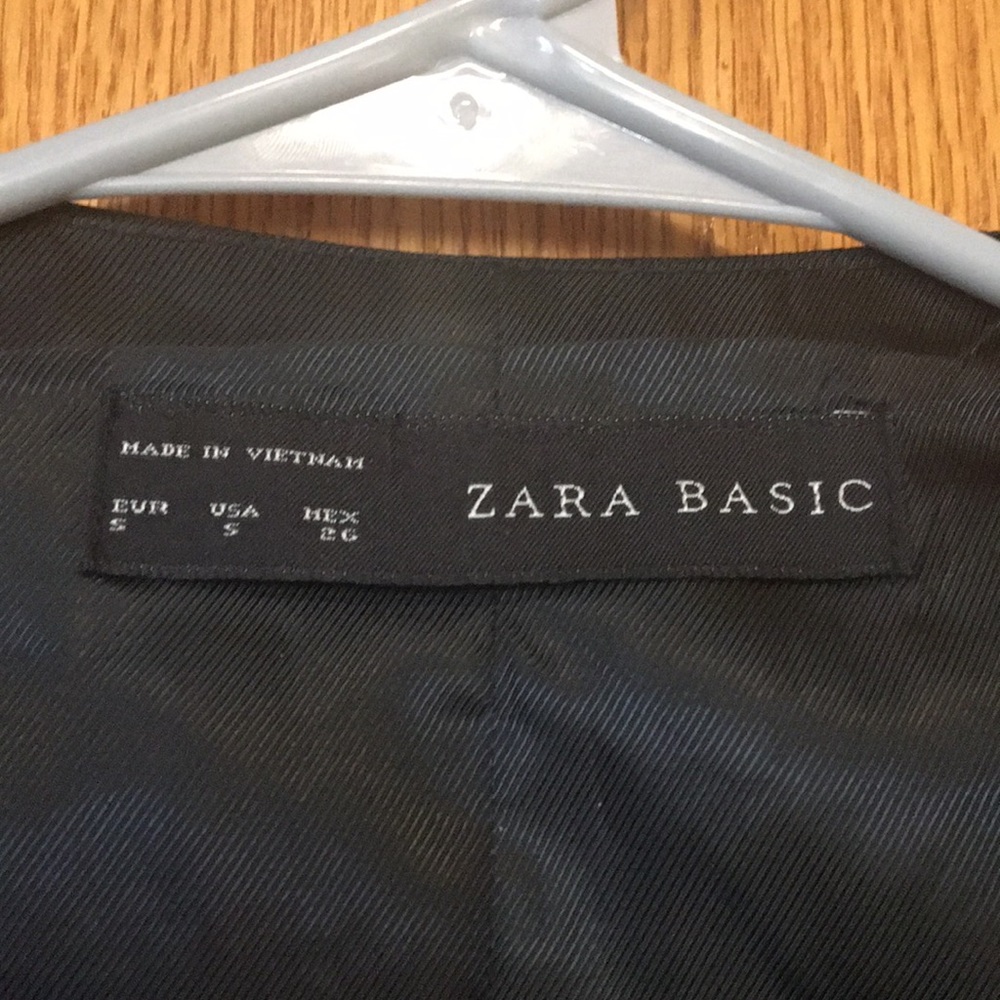 MADE IN VIETNAM
EUR USA MEX
S S 26
ZARA BASIC